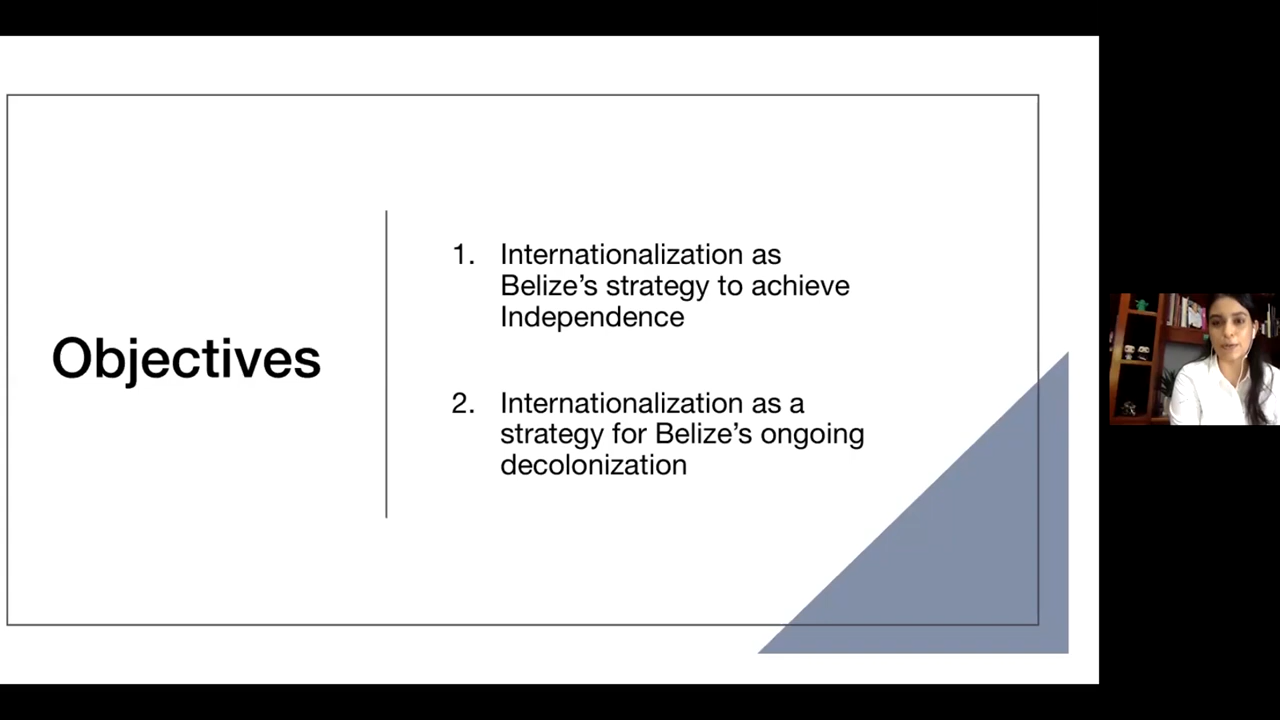 Objectives
1. Internationalization as
Belize’s strategy to achieve
Independence
2. Internationalization as a
strategy for Belize’s ongoing
decolonization